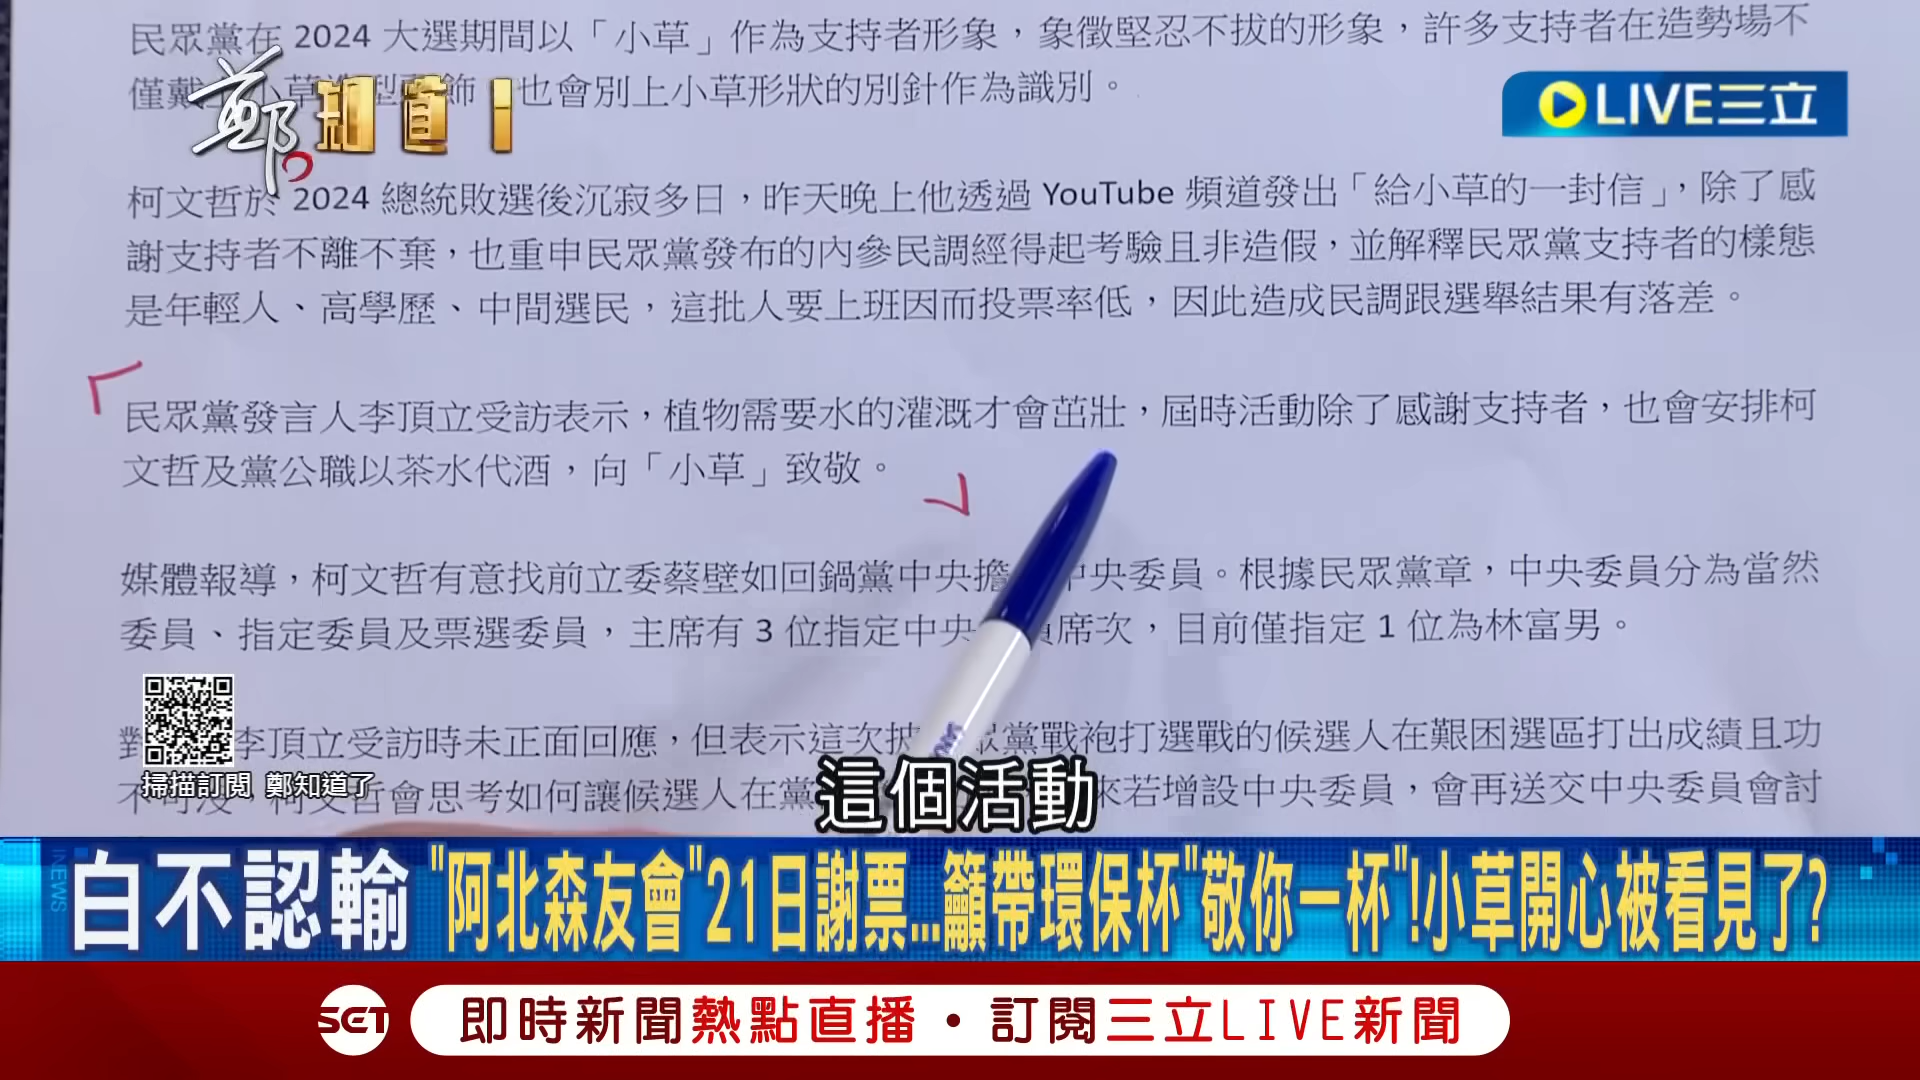 民眾黨在 2024 大選期間以「小草」作為支持者形象，象徵堅忍不拔的形象，許多支持者在造勢場不
僅戴 小草造型 飾 也會別上小草形狀的別針作為識別。
鄭知道
LIVE三立
柯文哲於 2024 總統敗選後沉寂多日，昨天晚上他透過 YouTube 頻道發出「給小草的一封信」，除了感
謝支持者不離不棄，也重申民眾黨發布的內參民調經得起考驗且非造假，並解釋民眾黨支持者的樣態
是年輕人、高學歷、中間選民，這批人要上班因而投票率低，因此造成民調跟選舉結果有落差。
民眾黨發言人李頂立受訪表示，植物需要水的灌溉才會茁壯，屆時活動除了感謝支持者，也會安排柯
文哲及黨公職以茶水代酒，向「小草」致敬。
媒體報導，柯文哲有意找前立委蔡壁如回鍋黨中央擔 中央委員。根據民眾黨章，中央委員分為當然
委員、指定委員及票選委員，主席有 3 位指定中央 員席次，目前僅指定 1 位為林富男。
對 李頂立受訪時未正面回應，但表示這次披 眾黨戰袍打選戰的候選人在艱困選區打出成績且功
不可沒，柯文哲會思考如何讓候選人在黨 來若增設中央委員，會再送交中央委員會討
掃描訂閱 鄭知道了
這個活動
INEWS
白不認輸 "阿北森友會"21日謝票...籲帶環保杯"敬你一杯"!小草開心被看見了?
SET 即時新聞熱點直播・訂閱三立LIVE新聞